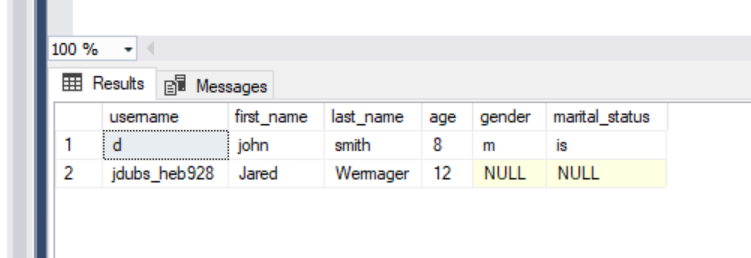 100 %
Results Messages
username first_name last_name age gender marital_status
1 d john smith 8 m is
2 jdubs_heb928 Jared Wermager 12 NULL NULL